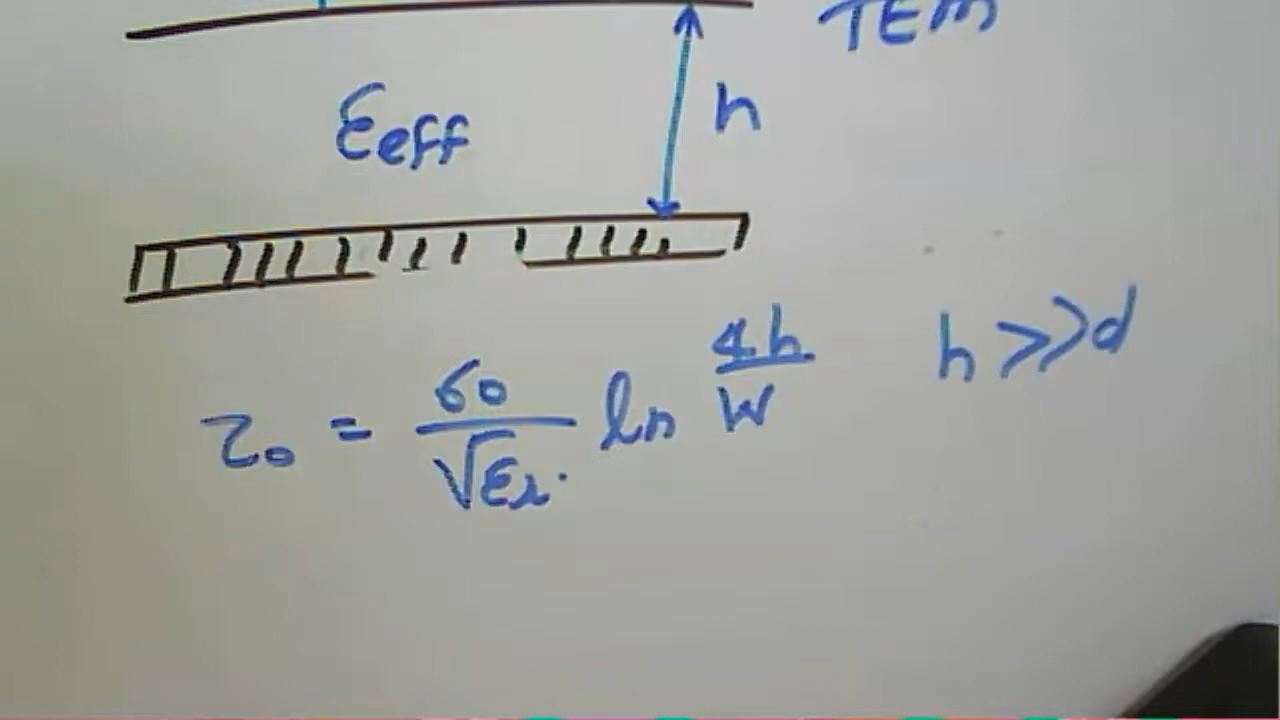 TEM
εeff
h
Z₀ = 60/√εr ln 4h/W
h >> d